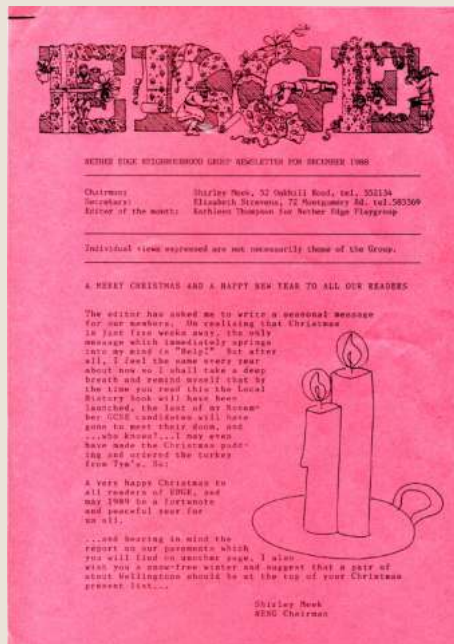 EDGE
NETHER EDGE NEIGHBOURHOOD GROUP NEWSLETTER FOR DECEMBER 1988
Chairman: Shirley Meek, 52 Oakhill Road, tel. 552134
Secretary: Elizabeth Strevens, 72 Montgomery Rd. tel.583369
Editor of the month: Kathleen Thompson for Nether Edge Playgroup
Individual views expressed are not necessarily those of the Group.
A MERRY CHRISTMAS AND A HAPPY NEW YEAR TO ALL OUR READERS
The editor has asked me to write a seasonal message
for our members. On realising that Christmas
is just five weeks away, the only
message which immediately springs
into my mind is "Help!" But after
all, I feel the same every year
about now so I shall take a deep
breath and remind myself that by
the time you read this the Local
History book will have been
launched, the last of my Novem-
ber GCSE candidates will have
gone to meet their doom, and
...who knows?...I may even
have made the Christmas pudd-
ing and ordered the turkey
from Tym's. So:
A very Happy Christmas to
all readers of EDGE, and
may 1989 be a fortunate
and peaceful year for
us all.
...and bearing in mind the
report on our pavements which
you will find on another page, I also
wish you a snow-free winter and suggest that a pair of
stout Wellingtons should be at the top of your Christmas
present list...
Shirley Meek
NENG Chairman